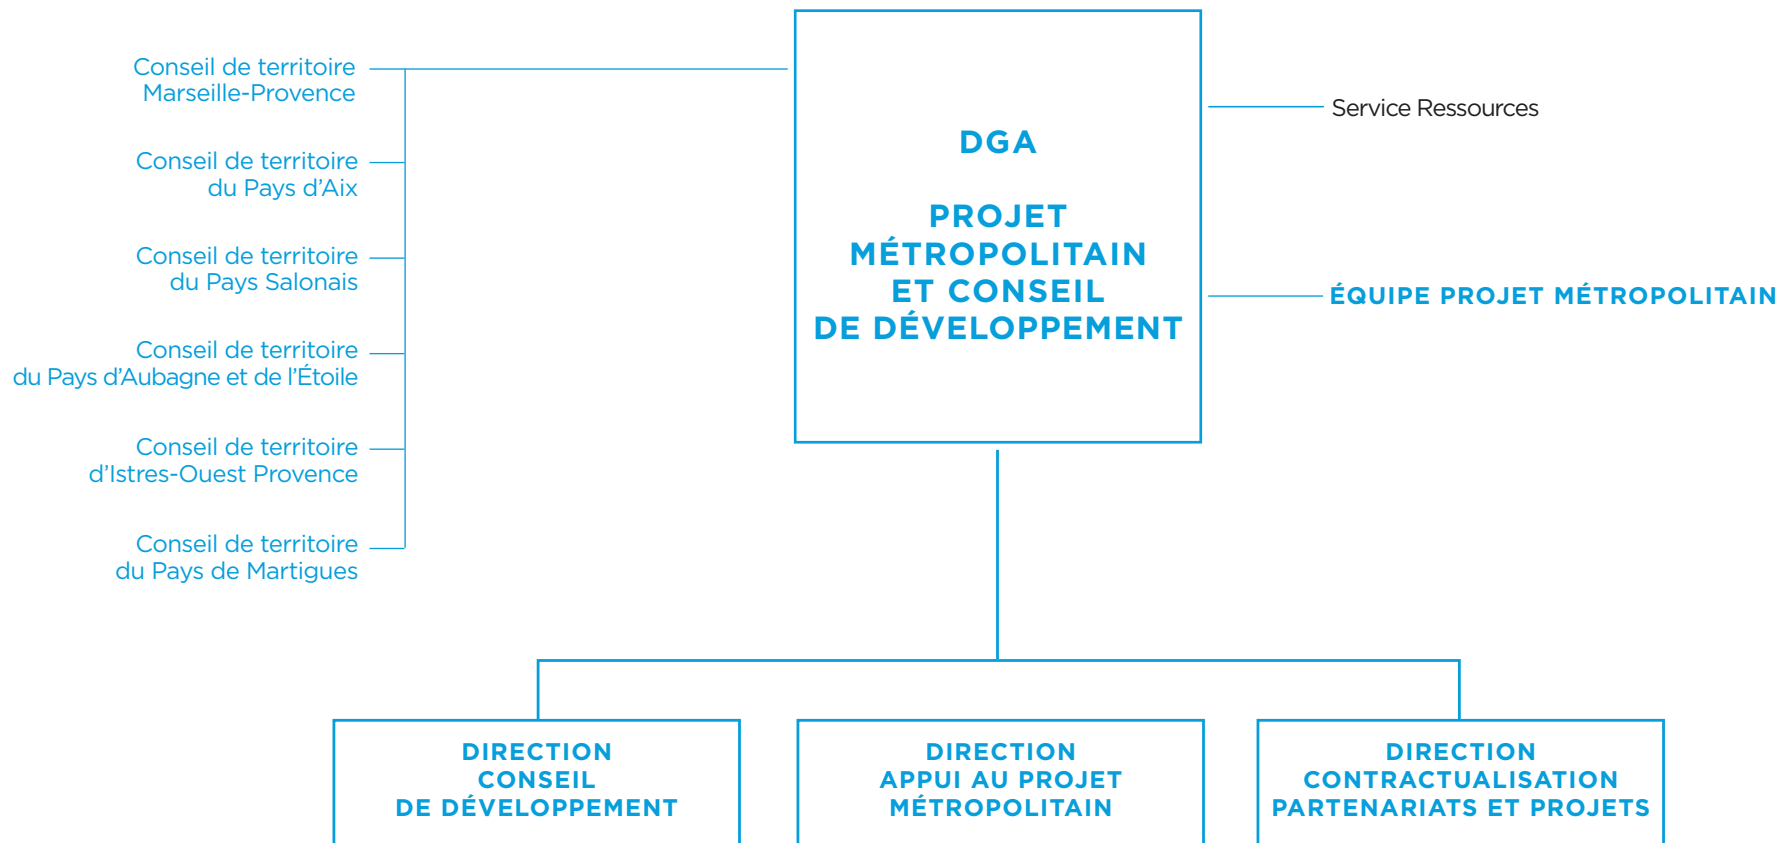 Conseil de territoire
Marseille-Provence
Conseil de territoire
du Pays d'Aix
Conseil de territoire
du Pays Salonais
Conseil de territoire
du Pays d'Aubagne et de l'Étoile
Conseil de territoire
d'Istres-Ouest Provence
Conseil de territoire
du Pays de Martigues
DGA
PROJET
MÉTROPOLITAIN
ET CONSEIL
DE DÉVELOPPEMENT
Service Ressources
ÉQUIPE PROJET MÉTROPOLITAIN
DIRECTION
CONSEIL
DE DÉVELOPPEMENT
DIRECTION
APPUI AU PROJET
MÉTROPOLITAIN
DIRECTION
CONTRACTUALISATION
PARTENARIATS ET PROJETS